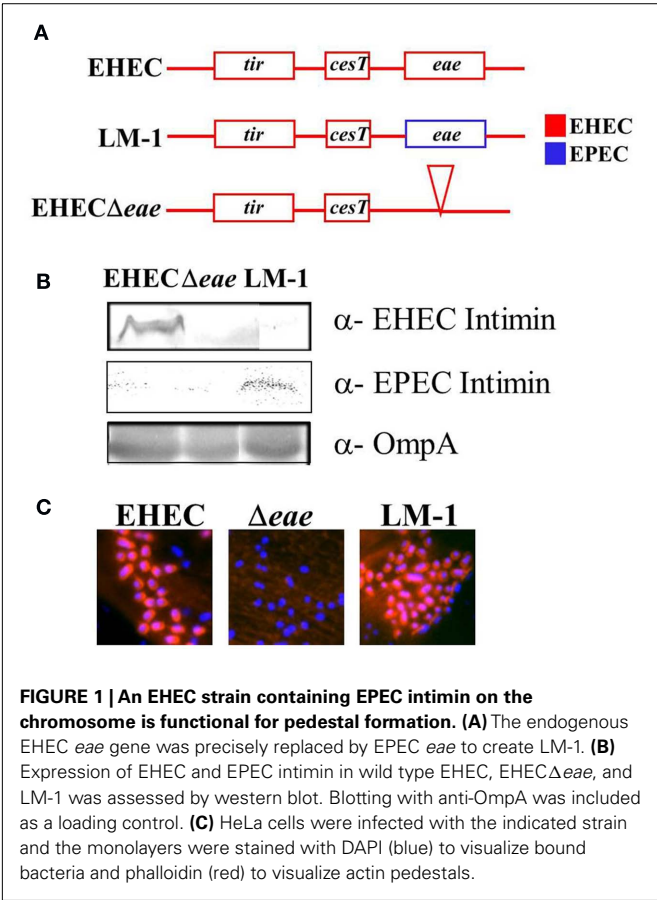 A
EHEC tir cesT eae
LM-1 tir cesT eae
EHEC
EPEC
EHECΔeae tir cesT
B
EHEC Δeae LM-1
α- EHEC Intimin
α- EPEC Intimin
α- OmpA
C
EHEC Δeae LM-1
FIGURE 1 | An EHEC strain containing EPEC intimin on the
chromosome is functional for pedestal formation. (A) The endogenous
EHEC eae gene was precisely replaced by EPEC eae to create LM-1. (B)
Expression of EHEC and EPEC intimin in wild type EHEC, EHECΔeae, and
LM-1 was assessed by western blot. Blotting with anti-OmpA was included
as a loading control. (C) HeLa cells were infected with the indicated strain
and the monolayers were stained with DAPI (blue) to visualize bound
bacteria and phalloidin (red) to visualize actin pedestals.